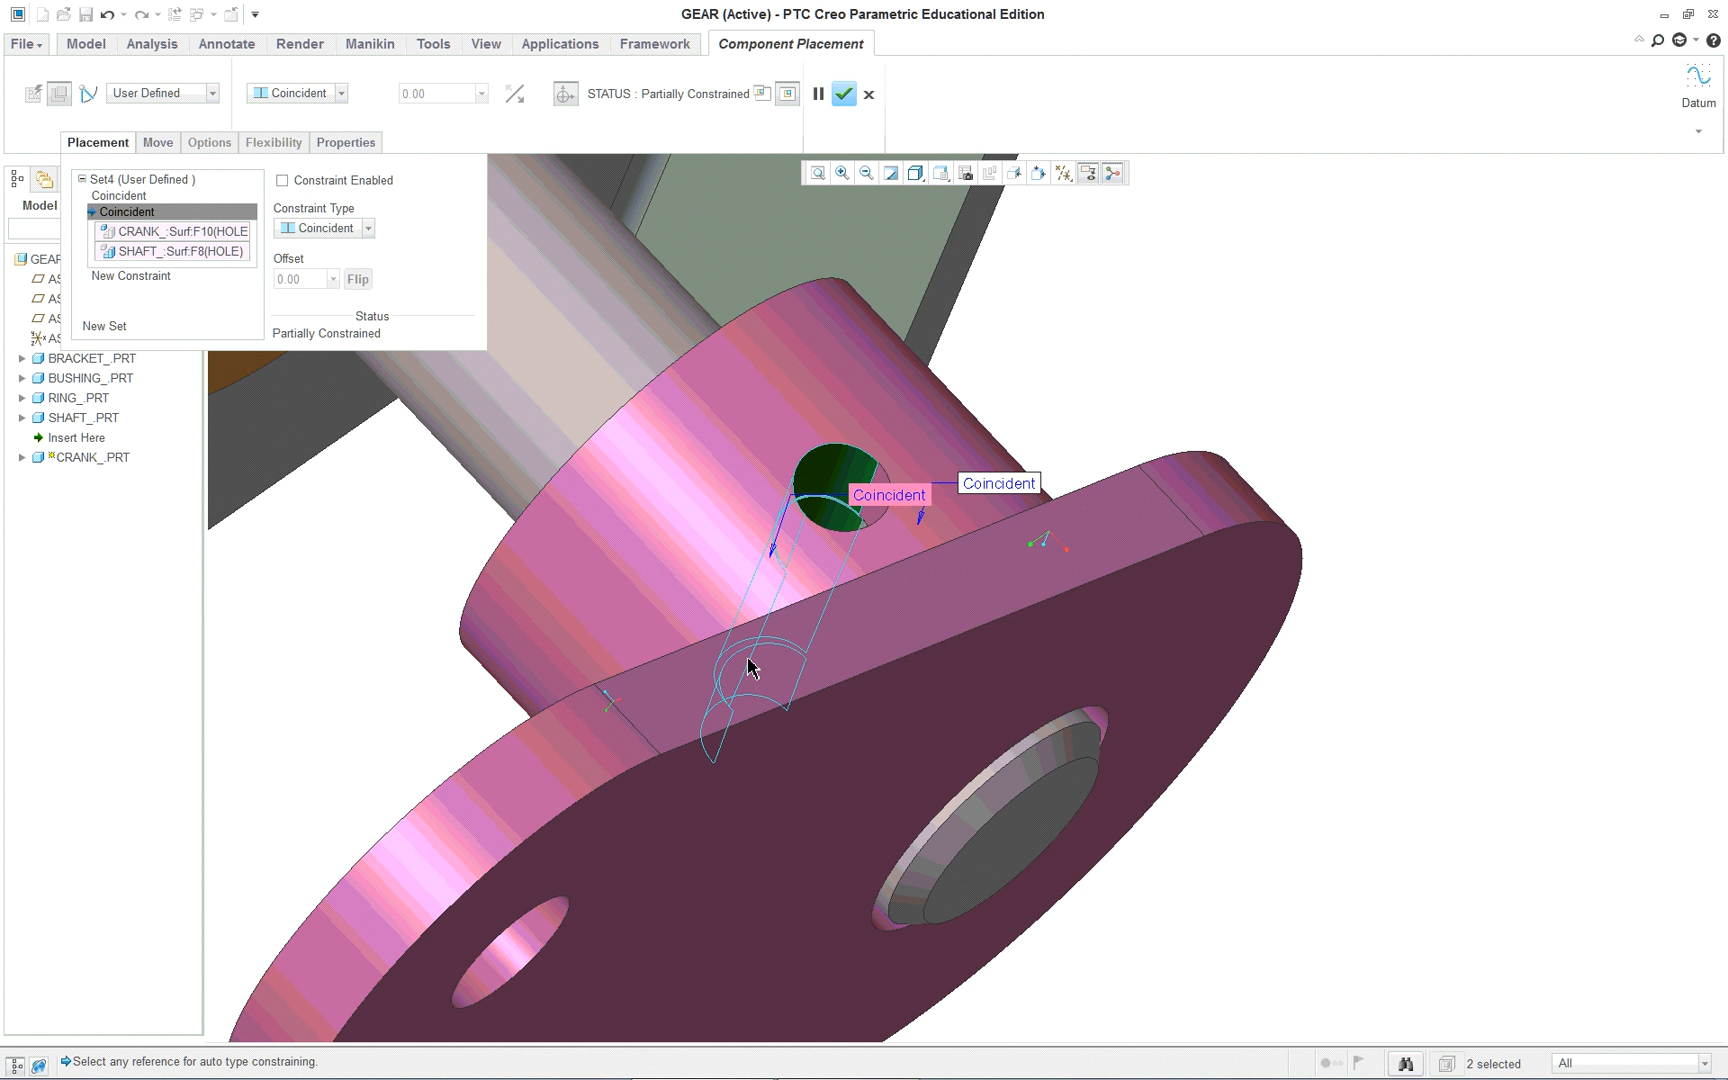 GEAR (Active) - PTC Creo Parametric Educational Edition
File Model Analysis Annotate Render Manikin Tools View Applications Framework Component Placement
User Defined Coincident 0.00 STATUS : Partially Constrained
Datum
Placement Move Options Flexibility Properties
Set4 (User Defined )
Coincident
Coincident
CRANK_:Surf:F10(HOLE
SHAFT_:Surf:F8(HOLE)
New Constraint
New Set
Constraint Enabled
Constraint Type
Coincident
Offset
0.00 Flip
Status
Partially Constrained
Model
GEAR
AS
AS
AS
AS
BRACKET_.PRT
BUSHING_.PRT
RING_.PRT
SHAFT_.PRT
Insert Here
CRANK_.PRT
Coincident
Coincident
Select any reference for auto type constraining.
2 selected
All